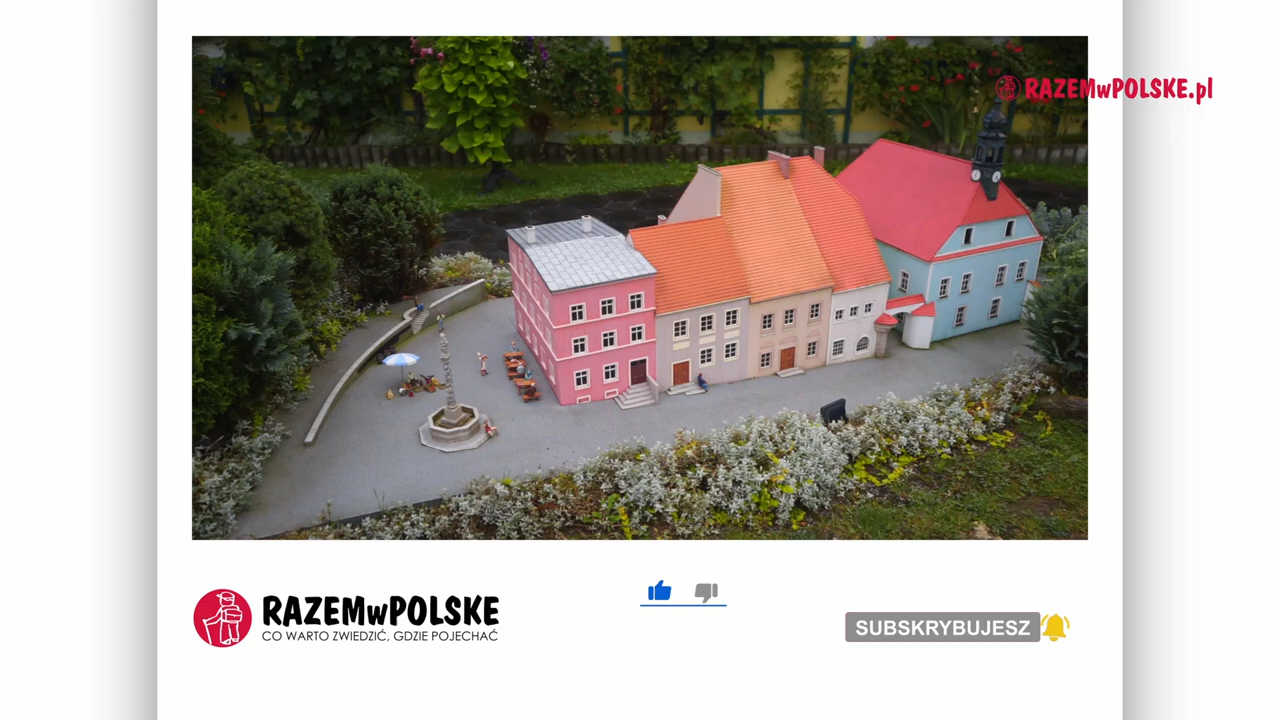 RAZEMwPOLSKE.pl
RAZEMwPOLSKE
CO WARTO ZWIEDZIĆ, GDZIE POJECHAĆ
SUBSKRYBUJESZ